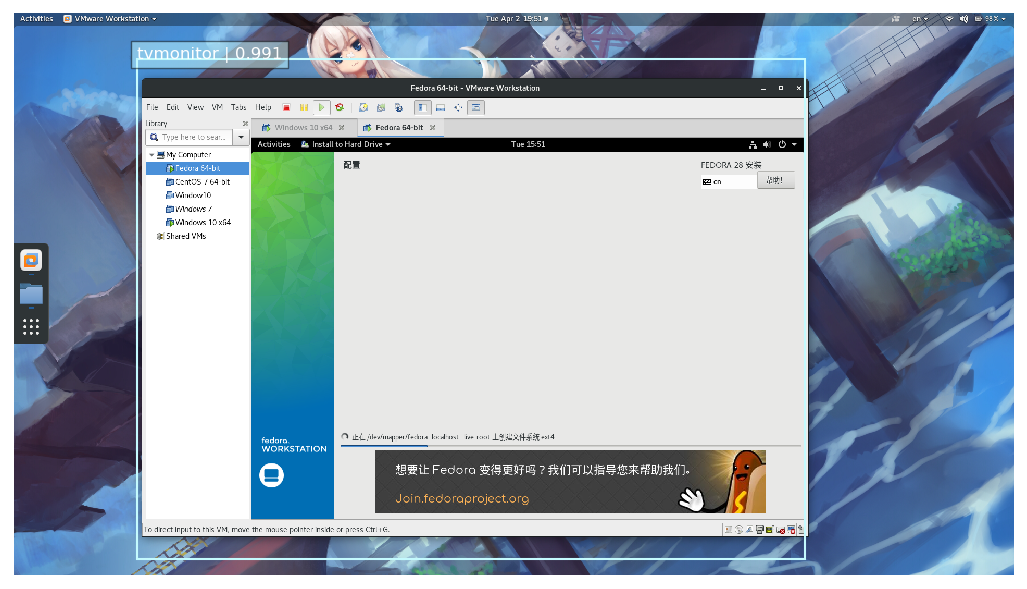 Activities VMware Workstation Tue Apr 2 15:51 en 98%
tvmonitor | 0.991
Fedora 64-bit - VMware Workstation
File Edit View VM Tabs Help
Library
Type here to sear...
Windows 10 x64 Fedora 64-bit
Activities Install to Hard Drive Tue 15:51
My Computer
Fedora 64-bit
CentOS 7 64-bit
Window10
Windows 7
Windows 10 x64
Shared VMs
配置
FEDORA 28 安装
cn
帮助!
正在 /dev/mapper/fedora_localhost--live-root 上创建文件系统 ext4
fedora.
WORKSTATION
想要让 Fedora 变得更好吗？我们可以指导您来帮助我们。
Join.fedoraproject.org
To direct input to this VM, move the mouse pointer inside or press Ctrl+G.